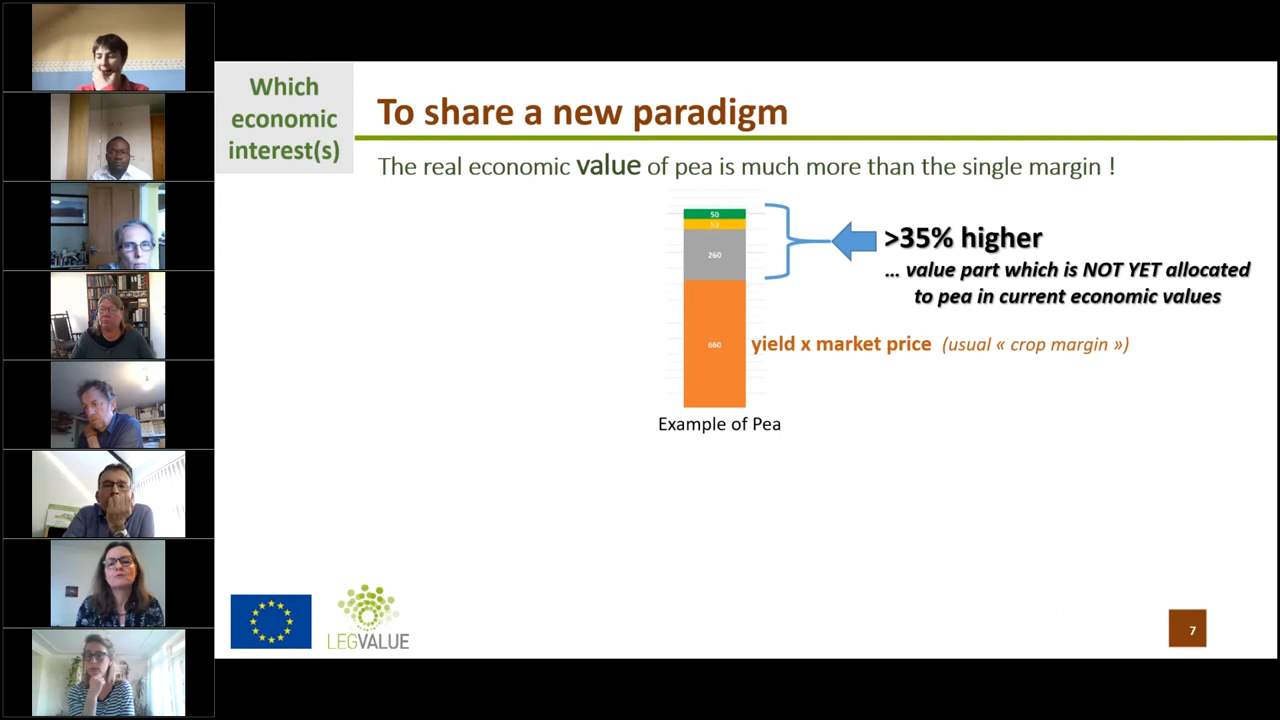 Which
economic
interest(s)
To share a new paradigm
The real economic value of pea is much more than the single margin !
50
260
660
>35% higher
... value part which is NOT YET allocated
to pea in current economic values
yield x market price (usual « crop margin »)
Example of Pea
LEGVALUE
7